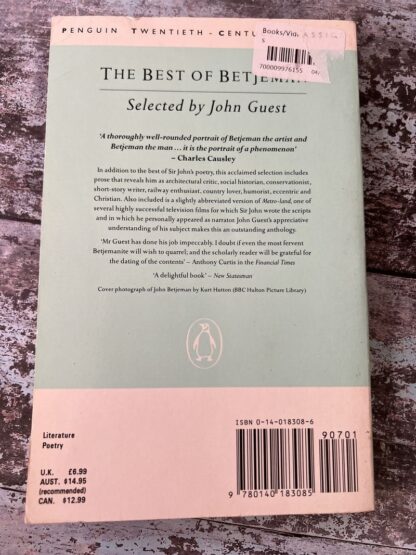 PENGUIN TWENTIETH - CENTU
ASSIC
Books/Vid
s
700009976155 04/
THE BEST OF BETJEMAN
Selected by John Guest
‘A thoroughly well-rounded portrait of Betjeman the artist and
Betjeman the man ... it is the portrait of a phenomenon’
– Charles Causley
In addition to the best of Sir John's poetry, this acclaimed selection includes
prose that reveals him as architectural critic, social historian, conservationist,
short-story writer, railway enthusiast, country lover, humorist, eccentric and
Christian. Also included is a slightly abbreviated version of Metro-land, one of
several highly successful television films for which Sir John wrote the scripts
and in which he personally appeared as narrator. John Guest's appreciative
understanding of his subject makes this an outstanding anthology.
‘Mr Guest has done his job impeccably. I doubt if even the most fervent
Betjemanite will wish to quarrel; and the scholarly reader will be grateful for
the dating of the contents’ – Anthony Curtis in the Financial Times
‘A delightful book’ – New Statesman
Cover photograph of John Betjeman by Kurt Hutton (BBC Hulton Picture Library)
ISBN 0-14-018308-6
90701
Literature
Poetry
U.K. £6.99
AUST. $14.95
(recommended)
CAN. $12.99
9 780140 183085